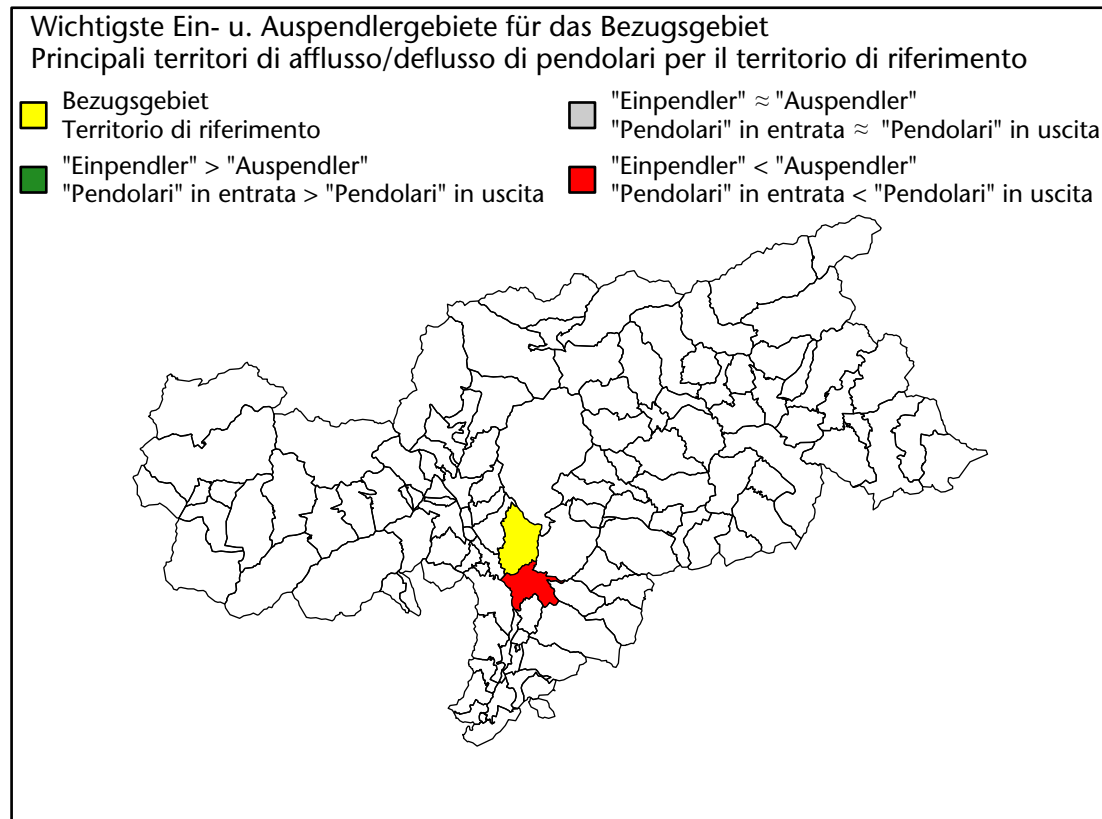 Wichtigste Ein- u. Auspendlergebiete für das Bezugsgebiet
Principali territori di afflusso/deflusso di pendolari per il territorio di riferimento
Bezugsgebiet
Territorio di riferimento
"Einpendler" > "Auspendler"
"Pendolari" in entrata > "Pendolari" in uscita
"Einpendler" ≈ "Auspendler"
"Pendolari" in entrata ≈ "Pendolari" in uscita
"Einpendler" < "Auspendler"
"Pendolari" in entrata < "Pendolari" in uscita